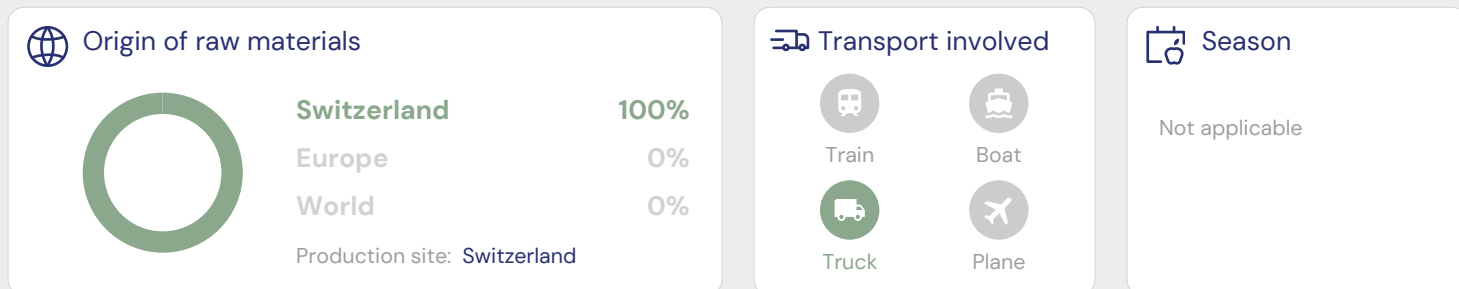 Origin of raw materials
Switzerland 100%
Europe 0%
World 0%
Production site: Switzerland
Transport involved
Train
Boat
Truck
Plane
Season
Not applicable